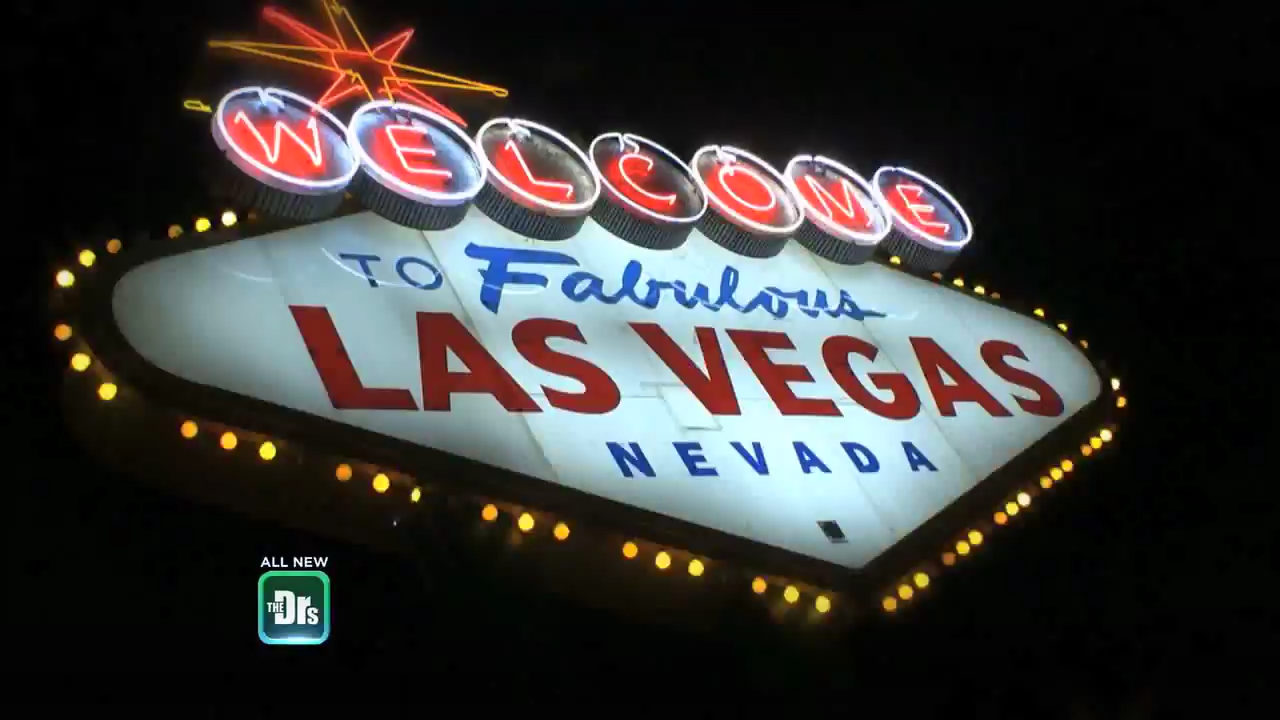 WELCOME
TO Fabulous
LAS VEGAS
NEVADA
ALL NEW
THE Drs